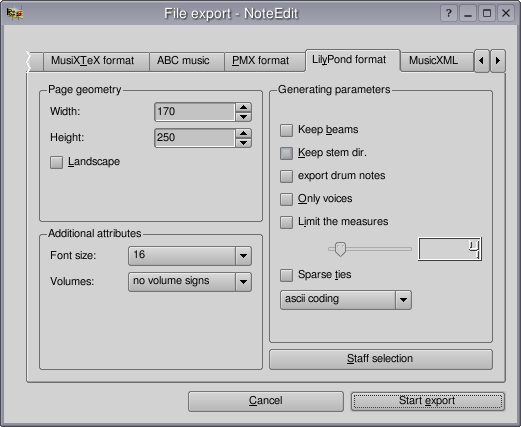 File export - NoteEdit
MusiXTeX format ABC music PMX format LilyPond format MusicXML
Page geometry
Width: 170
Height: 250
Landscape
Additional attributes
Font size: 16
Volumes: no volume signs
Generating parameters
Keep beams
Keep stem dir.
export drum notes
Only voices
Limit the measures
Sparse ties
ascii coding
Staff selection
Cancel Start export